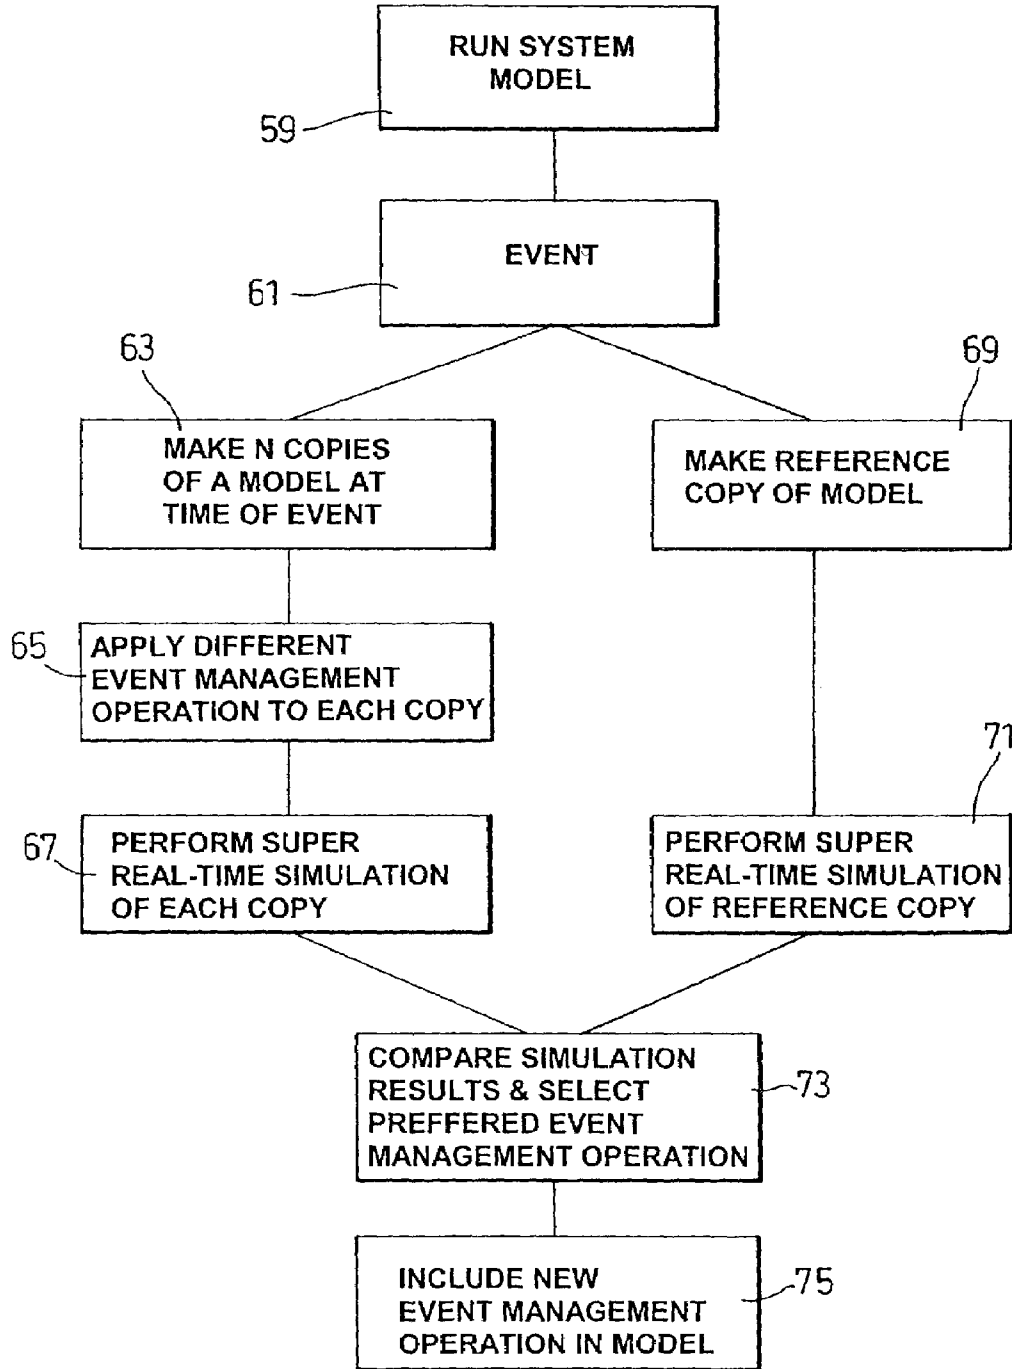 RUN SYSTEM
MODEL
59
EVENT
61
63
69
MAKE N COPIES
OF A MODEL AT
TIME OF EVENT
MAKE REFERENCE
COPY OF MODEL
65
APPLY DIFFERENT
EVENT MANAGEMENT
OPERATION TO EACH COPY
71
67
PERFORM SUPER
REAL-TIME SIMULATION
OF EACH COPY
PERFORM SUPER
REAL-TIME SIMULATION
OF REFERENCE COPY
COMPARE SIMULATION
RESULTS & SELECT
PREFFERED EVENT
MANAGEMENT OPERATION
73
INCLUDE NEW
EVENT MANAGEMENT
OPERATION IN MODEL
75